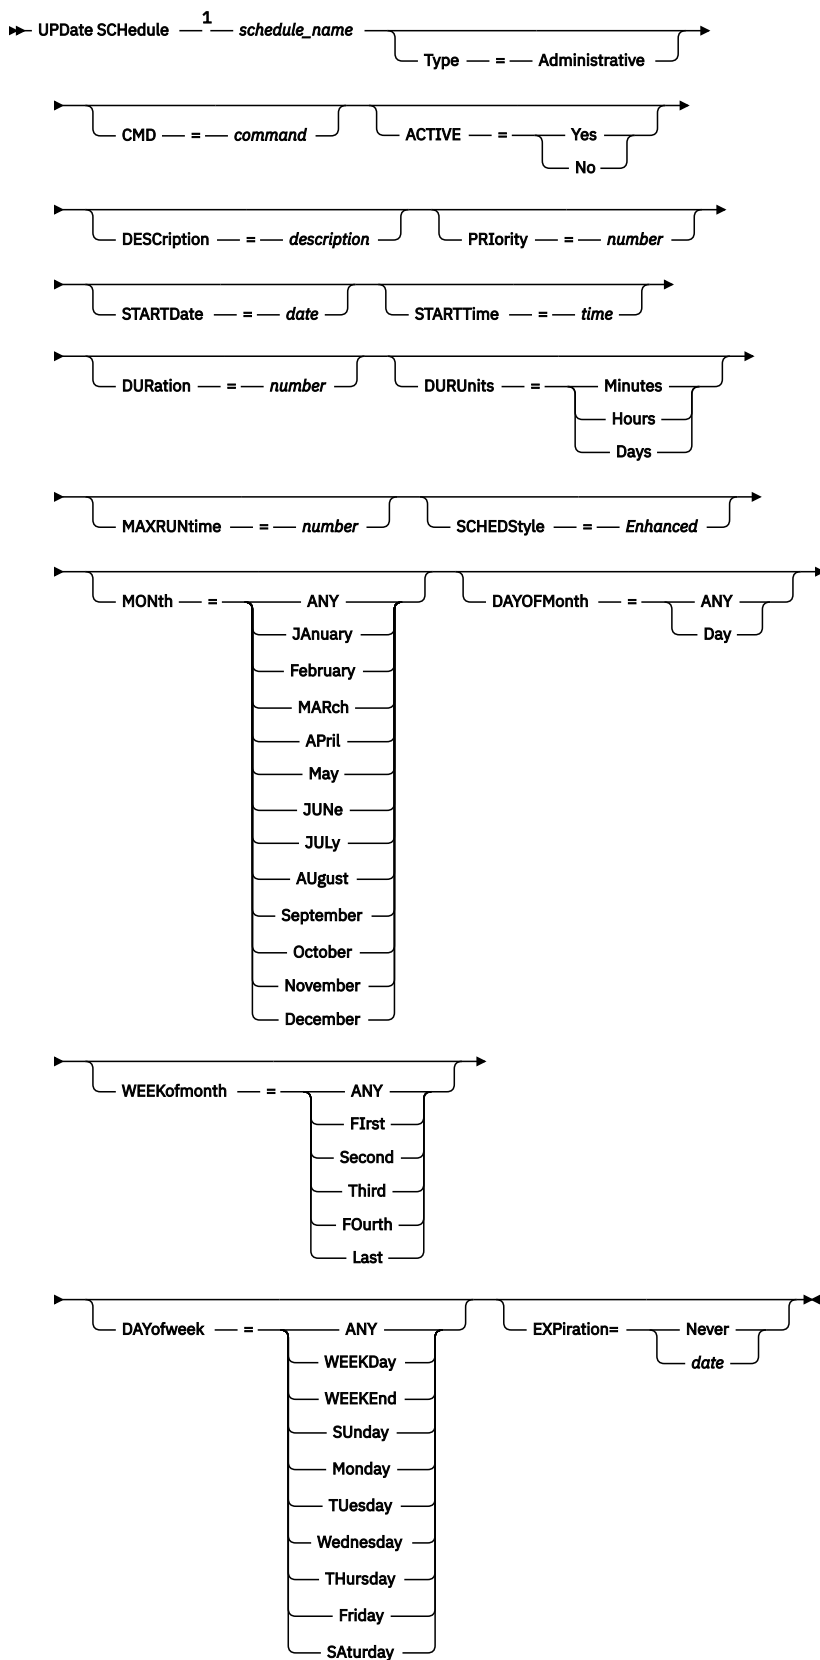 UPDate SCHedule 1 schedule_name
Type = Administrative
CMD = command ACTIVE = Yes
No
DESCription = description PRIority = number
STARTDate = date STARTTime = time
DURation = number DURUnits = Minutes
Hours
Days
MAXRUNtime = number SCHEDStyle = Enhanced
MONth = ANY DAYOFMonth = ANY
JAnuary Day
February
MARch
APril
May
JUNe
JULy
AUgust
September
October
November
December
WEEKofmonth = ANY
FIrst
Second
Third
FOurth
Last
DAYofweek = ANY EXPiration= Never
WEEKDay date
WEEKEnd
SUnday
Monday
TUesday
Wednesday
THursday
Friday
SAturday